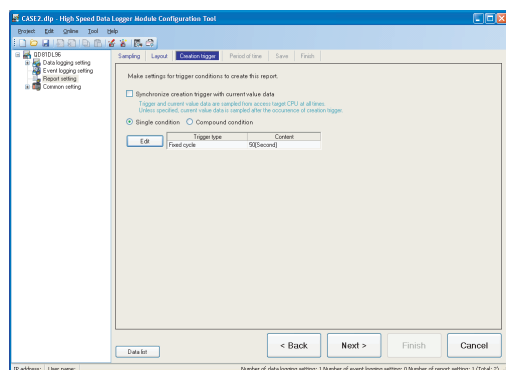 CASE2.dlp - High Speed Data Logger Module Configuration Tool
Project Edit Online Tool Help
QD81DL96
Data logging setting
Event logging setting
Report setting
Common setting
Sampling Layout Creation trigger Period of time Save Finish
Make settings for trigger conditions to create this report.
Synchronize creation trigger with current value data
Trigger and current value data are sampled from access target CPU at all times.
Unless specified, current value data is sampled after the occurrence of creation trigger.
Single condition Compound condition
Edit
Trigger type Content
Fixed cycle 50(Second)
Data list
< Back Next > Finish Cancel
IP address: User name: Number of data logging setting: 1 Number of event logging setting: 0 Number of report setting: 1 (Total: 2)